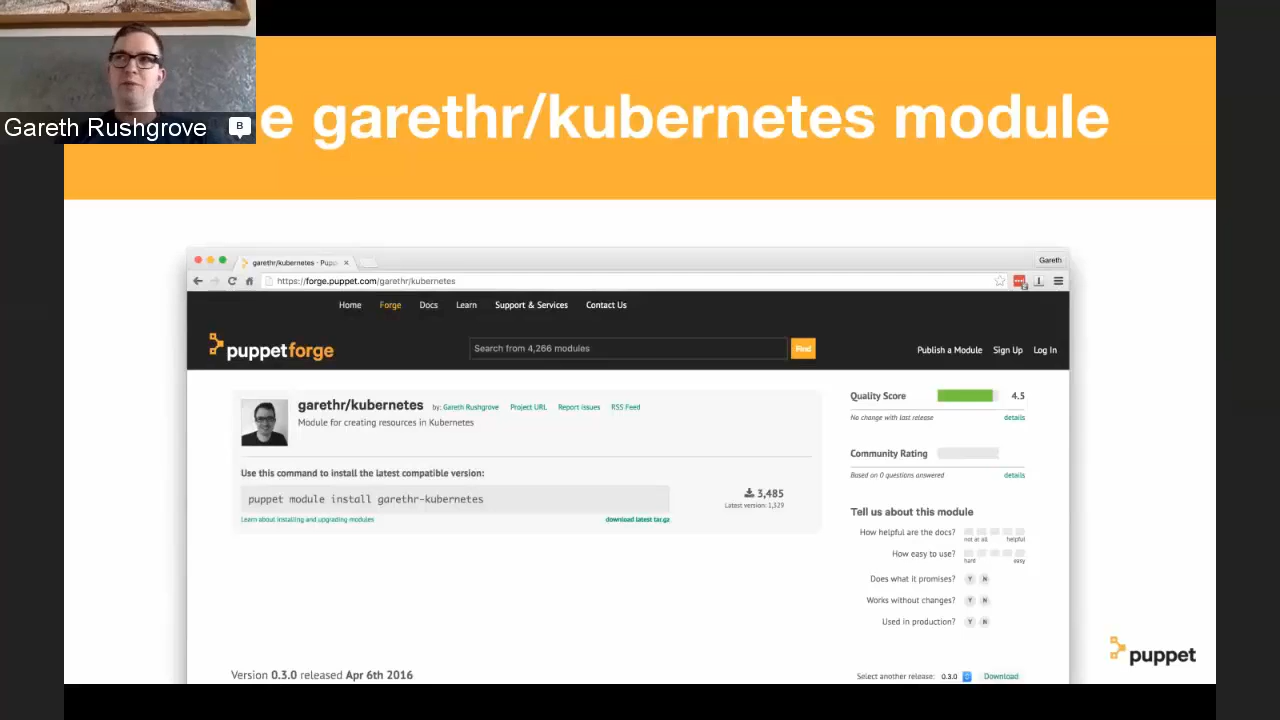 Gareth Rushgrove B
e garethr/kubernetes module
garethr/kubernetes - Pup
Gareth
https://forge.puppet.com/garethr/kubernetes
Home Forge Docs Learn Support & Services Contact Us
puppetforge
Search from 4,266 modules
Find
Publish a Module Sign Up Log In
garethr/kubernetes by: Gareth Rushgrove Project URL Report issues RSS Feed
Module for creating resources in Kubernetes
Use this command to install the latest compatible version:
puppet module install garethr-kubernetes
3,485
Latest version: 1,329
Learn about installing and upgrading modules
download latest tar.gz
Quality Score 4.5
No change with last release details
Community Rating
Based on 0 questions answered details
Tell us about this module
How helpful are the docs?
not at all helpful
How easy to use?
hard easy
Does what it promises? Y N
Works without changes? Y N
Used in production? Y N
Version 0.3.0 released Apr 6th 2016
Select another release: 0.3.0 Download
puppet